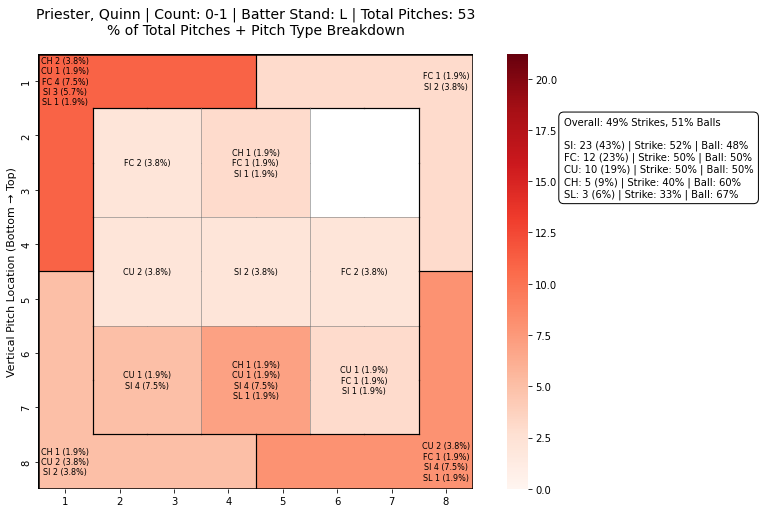 Priester, Quinn | Count: 0-1 | Batter Stand: L | Total Pitches: 53
% of Total Pitches + Pitch Type Breakdown
CH 2 (3.8%)
CU 1 (1.9%)
FC 4 (7.5%)
SI 3 (5.7%)
SL 1 (1.9%)
FC 1 (1.9%)
SI 2 (3.8%)
FC 2 (3.8%)
CH 1 (1.9%)
FC 1 (1.9%)
SI 1 (1.9%)
CU 2 (3.8%)
SI 2 (3.8%)
FC 2 (3.8%)
CU 1 (1.9%)
SI 4 (7.5%)
CH 1 (1.9%)
CU 1 (1.9%)
SI 4 (7.5%)
SL 1 (1.9%)
CU 1 (1.9%)
FC 1 (1.9%)
SI 1 (1.9%)
CH 1 (1.9%)
CU 2 (3.8%)
SI 2 (3.8%)
CU 2 (3.8%)
FC 1 (1.9%)
SI 4 (7.5%)
SL 1 (1.9%)
Vertical Pitch Location (Bottom → Top)
1
2
3
4
5
6
7
8
1
2
3
4
5
6
7
8
20.0
17.5
15.0
12.5
10.0
7.5
5.0
2.5
0.0
Overall: 49% Strikes, 51% Balls
SI: 23 (43%) | Strike: 52% | Ball: 48%
FC: 12 (23%) | Strike: 50% | Ball: 50%
CU: 10 (19%) | Strike: 50% | Ball: 50%
CH: 5 (9%) | Strike: 40% | Ball: 60%
SL: 3 (6%) | Strike: 33% | Ball: 67%